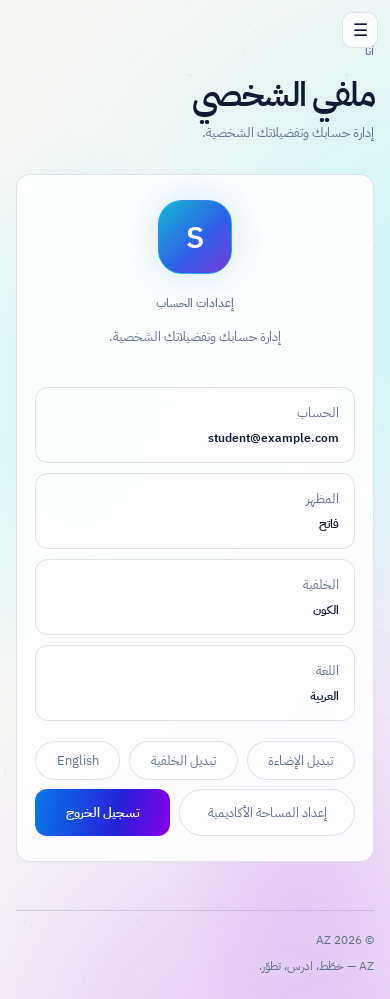 أنا
ملفي الشخصي
إدارة حسابك وتفضيلاتك الشخصية.
S
إعدادات الحساب
إدارة حسابك وتفضيلاتك الشخصية.
الحساب
student@example.com
المظهر
فاتح
الخلفية
الكون
اللغة
العربية
تبديل الإضاءة
تبديل الخلفية
English
إعداد المساحة الأكاديمية
تسجيل الخروج
© 2026 AZ
AZ — خطّط، ادرس، تطوّر.